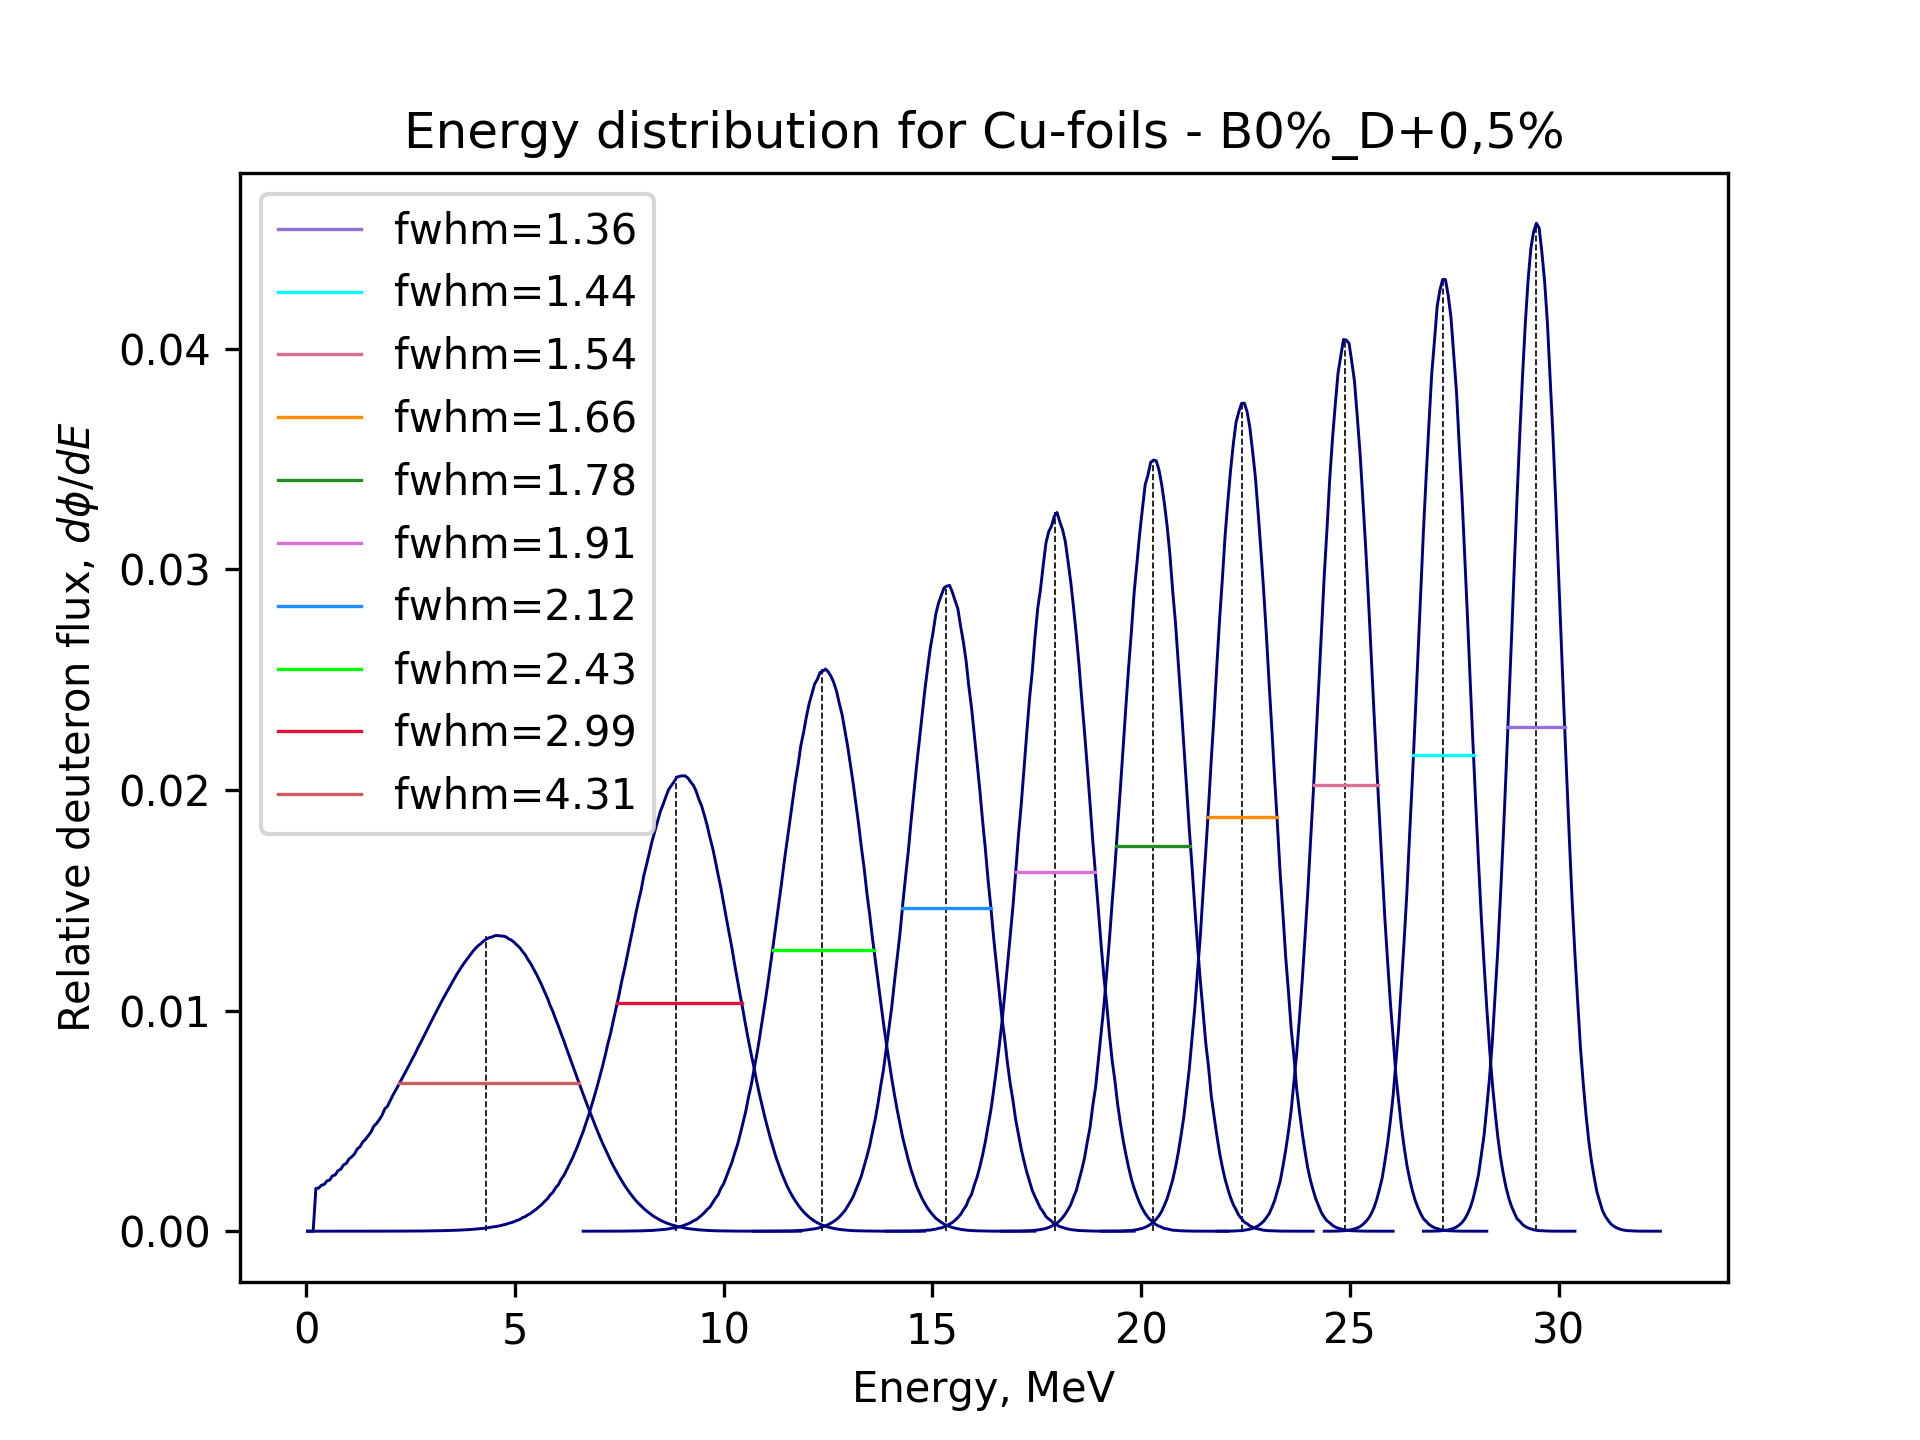 Energy distribution for Cu-foils - B0%_D+0,5%
fwhm=1.36
fwhm=1.44
fwhm=1.54
fwhm=1.66
fwhm=1.78
fwhm=1.91
fwhm=2.12
fwhm=2.43
fwhm=2.99
fwhm=4.31
Relative deuteron flux, dϕ/dE
0.04
0.03
0.02
0.01
0.00
0 5 10 15 20 25 30
Energy, MeV